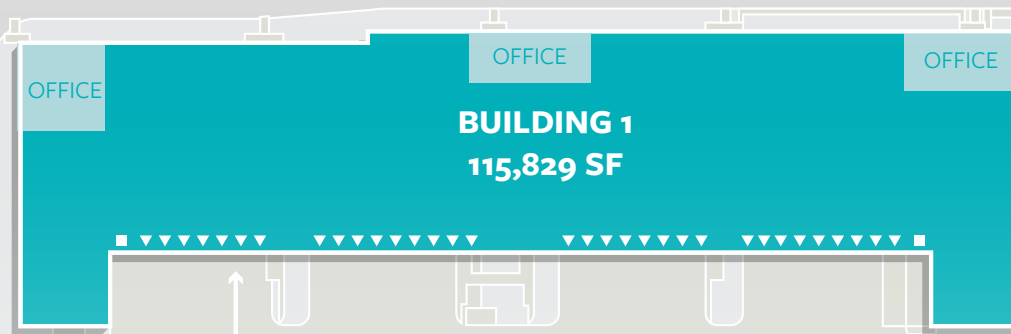 OFFICE
OFFICE
OFFICE
BUILDING 1
115,829 SF